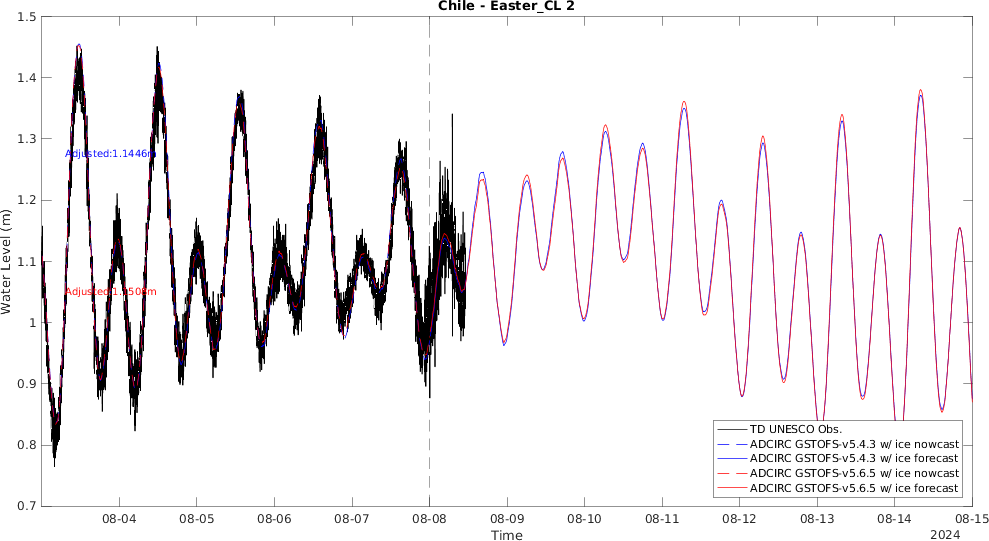 Chile - Easter_CL 2
1.5
1.4
1.3
1.2
1.1
1
0.9
0.8
0.7
Water Level (m)
Adjusted:1.1446m
08-04
08-05
08-06
08-07
08-08
08-09
08-10
08-11
08-12
08-13
08-14
08-15
Time
2024
TD UNESCO Obs.
ADCIRC GSTOFS-v5.4.3 w/ ice nowcast
ADCIRC GSTOFS-v5.4.3 w/ ice forecast
ADCIRC GSTOFS-v5.6.5 w/ ice nowcast
ADCIRC GSTOFS-v5.6.5 w/ ice forecast